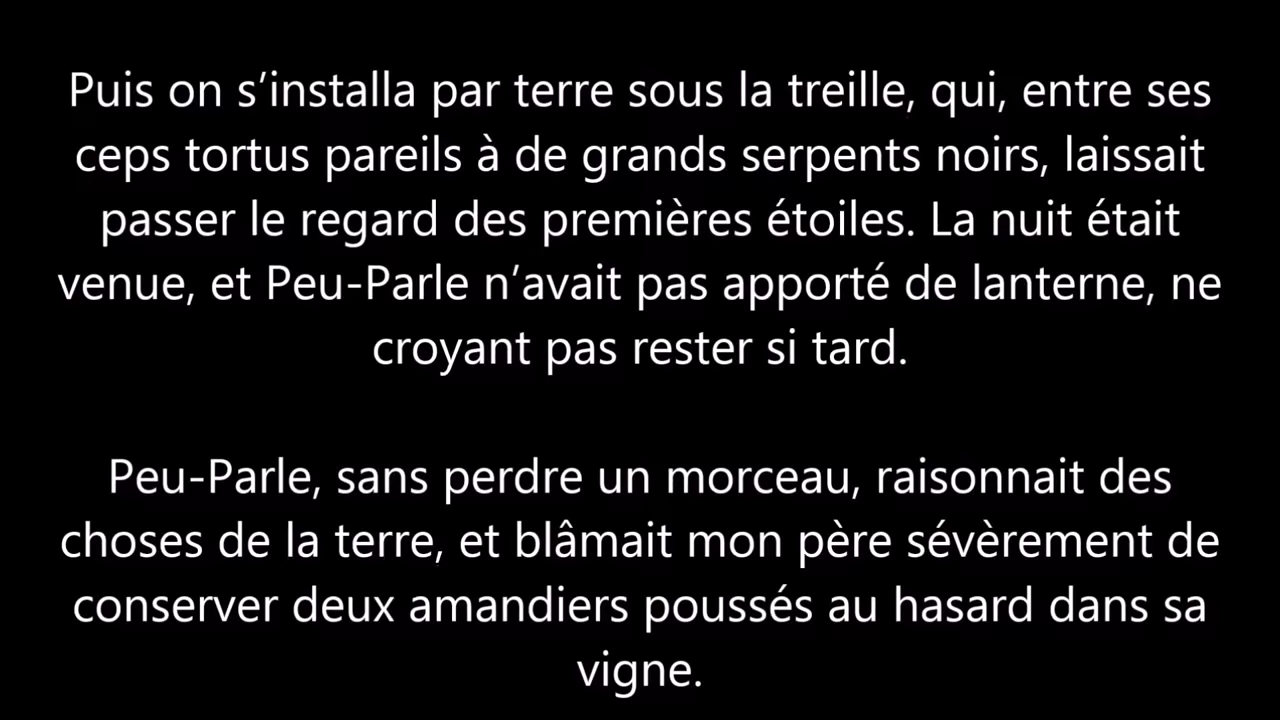 Puis on s’installa par terre sous la treille, qui, entre ses
ceps tortus pareils à de grands serpents noirs, laissait
passer le regard des premières étoiles. La nuit était
venue, et Peu-Parle n’avait pas apporté de lanterne, ne
croyant pas rester si tard.
Peu-Parle, sans perdre un morceau, raisonnait des
choses de la terre, et blâmait mon père sévèrement de
conserver deux amandiers poussés au hasard dans sa
vigne.